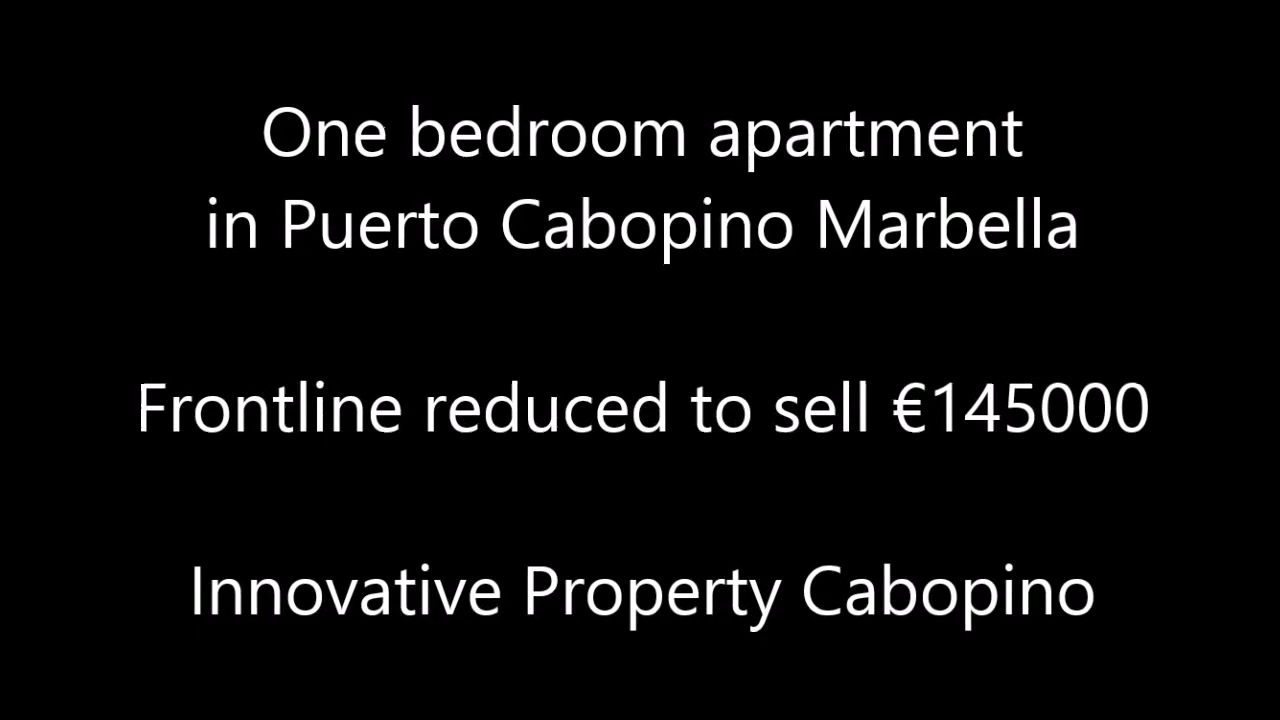 One bedroom apartment
in Puerto Cabopino Marbella
Frontline reduced to sell €145000
Innovative Property Cabopino